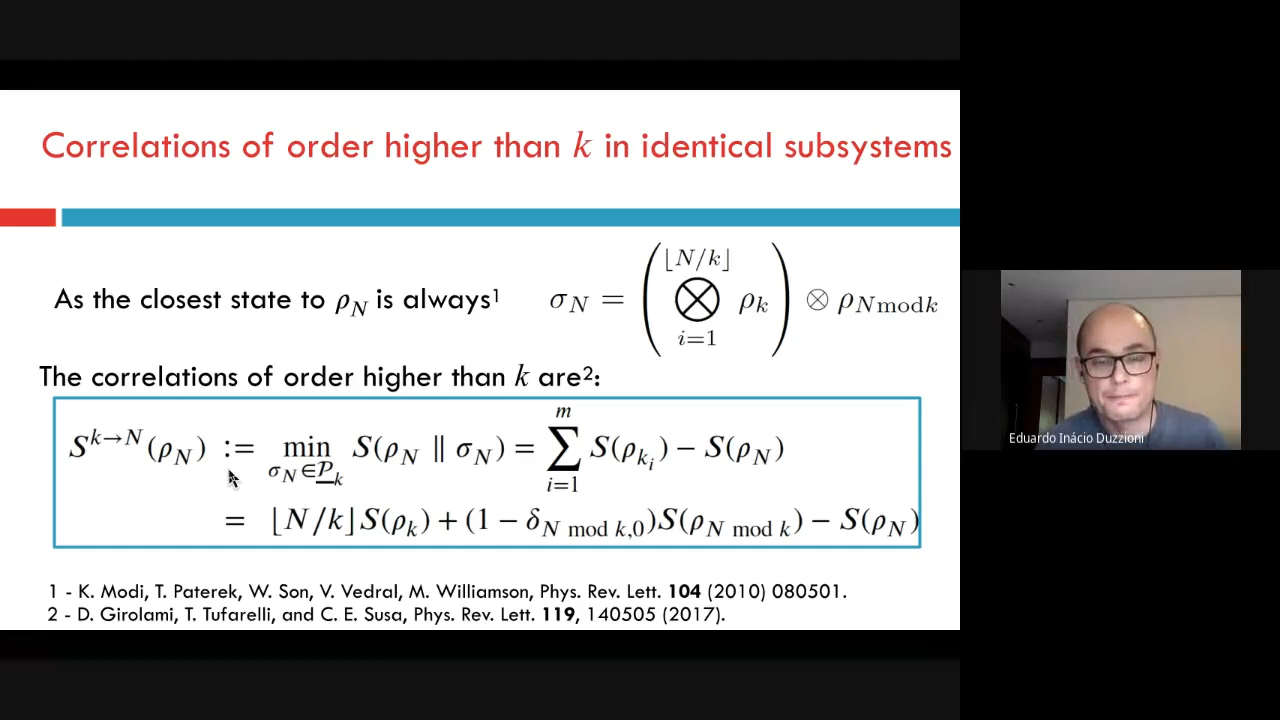 Correlations of order higher than k in identical subsystems
As the closest state to ρ_N is always¹ σ_N = ( ⨂_{i=1}^{⌊N/k⌋} ρ_k ) ⊗ ρ_{N mod k}
The correlations of order higher than k are²:
S^{k→N}(ρ_N) := min_{σ_N∈P̲_k} S(ρ_N ∥ σ_N) = ∑_{i=1}^{m} S(ρ_{k_i}) − S(ρ_N)
= ⌊N/k⌋S(ρ_k) + (1 − δ_{N mod k,0})S(ρ_{N mod k}) − S(ρ_N)
1 - K. Modi, T. Paterek, W. Son, V. Vedral, M. Williamson, Phys. Rev. Lett. 104 (2010) 080501.
2 - D. Girolami, T. Tufarelli, and C. E. Susa, Phys. Rev. Lett. 119, 140505 (2017).
Eduardo Inácio Duzzioni